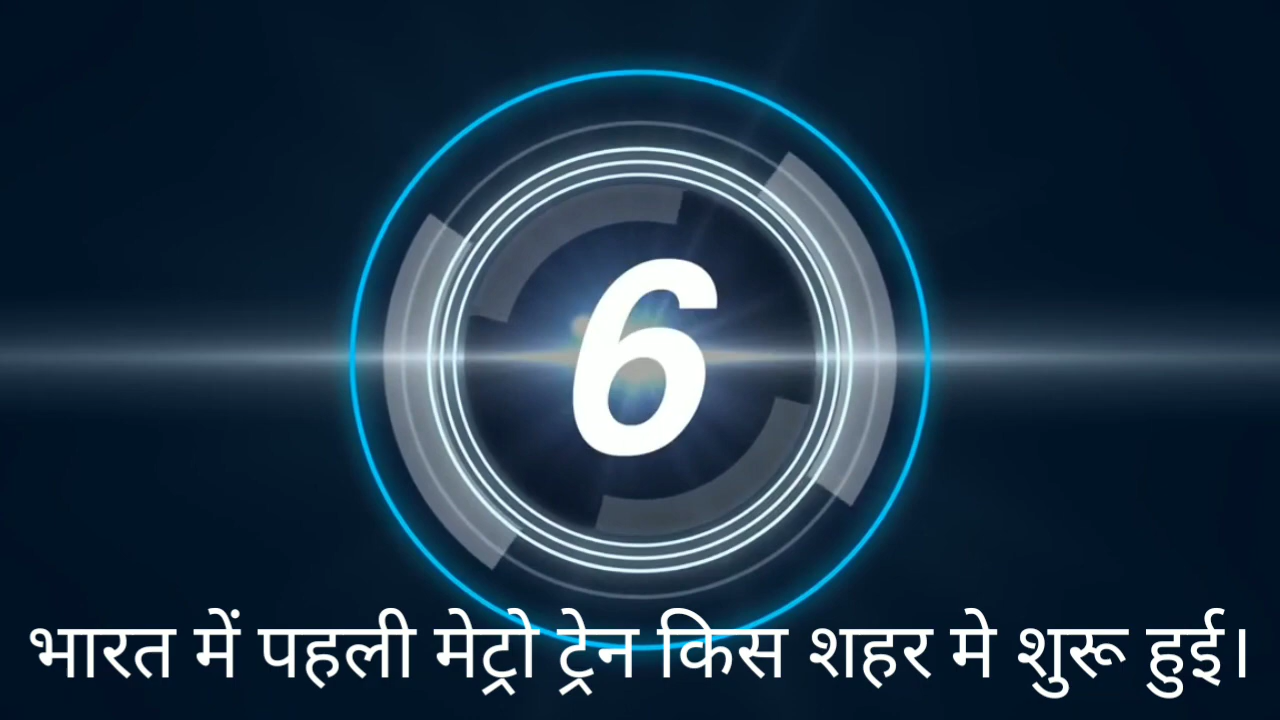 6
भारत में पहली मेट्रो ट्रेन किस शहर मे शुरू हुई।